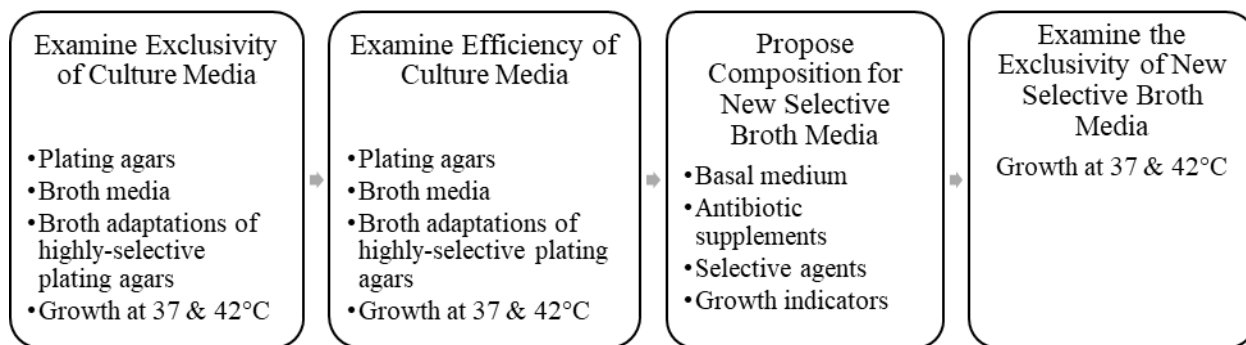 Examine Exclusivity
of Culture Media
•Plating agars
•Broth media
•Broth adaptations of
highly-selective
plating agars
•Growth at 37 & 42°C
Examine Efficiency of
Culture Media
•Plating agars
•Broth media
•Broth adaptations of
highly-selective plating
agars
•Growth at 37 & 42°C
Propose
Composition for
New Selective
Broth Media
•Basal medium
•Antibiotic
supplements
•Selective agents
•Growth indicators
Examine the
Exclusivity of New
Selective Broth
Media
Growth at 37 & 42°C